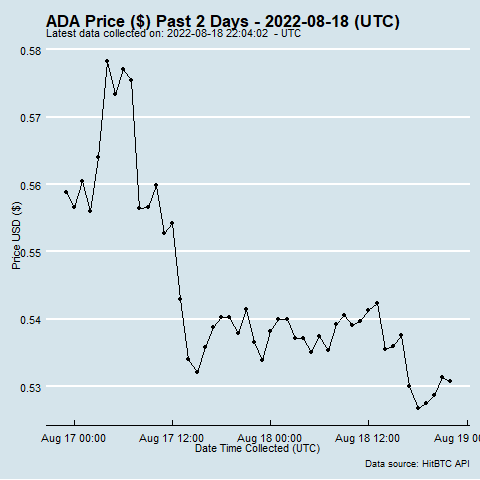 ADA Price ($) Past 2 Days - 2022-08-18 (UTC)
Latest data collected on: 2022-08-18 22:04:02 - UTC
0.58
0.57
0.56
0.55
0.54
0.53
Price USD ($)
Aug 17 00:00 Aug 17 12:00 Aug 18 00:00 Aug 18 12:00 Aug 19 0
Date Time Collected (UTC)
Data source: HitBTC API